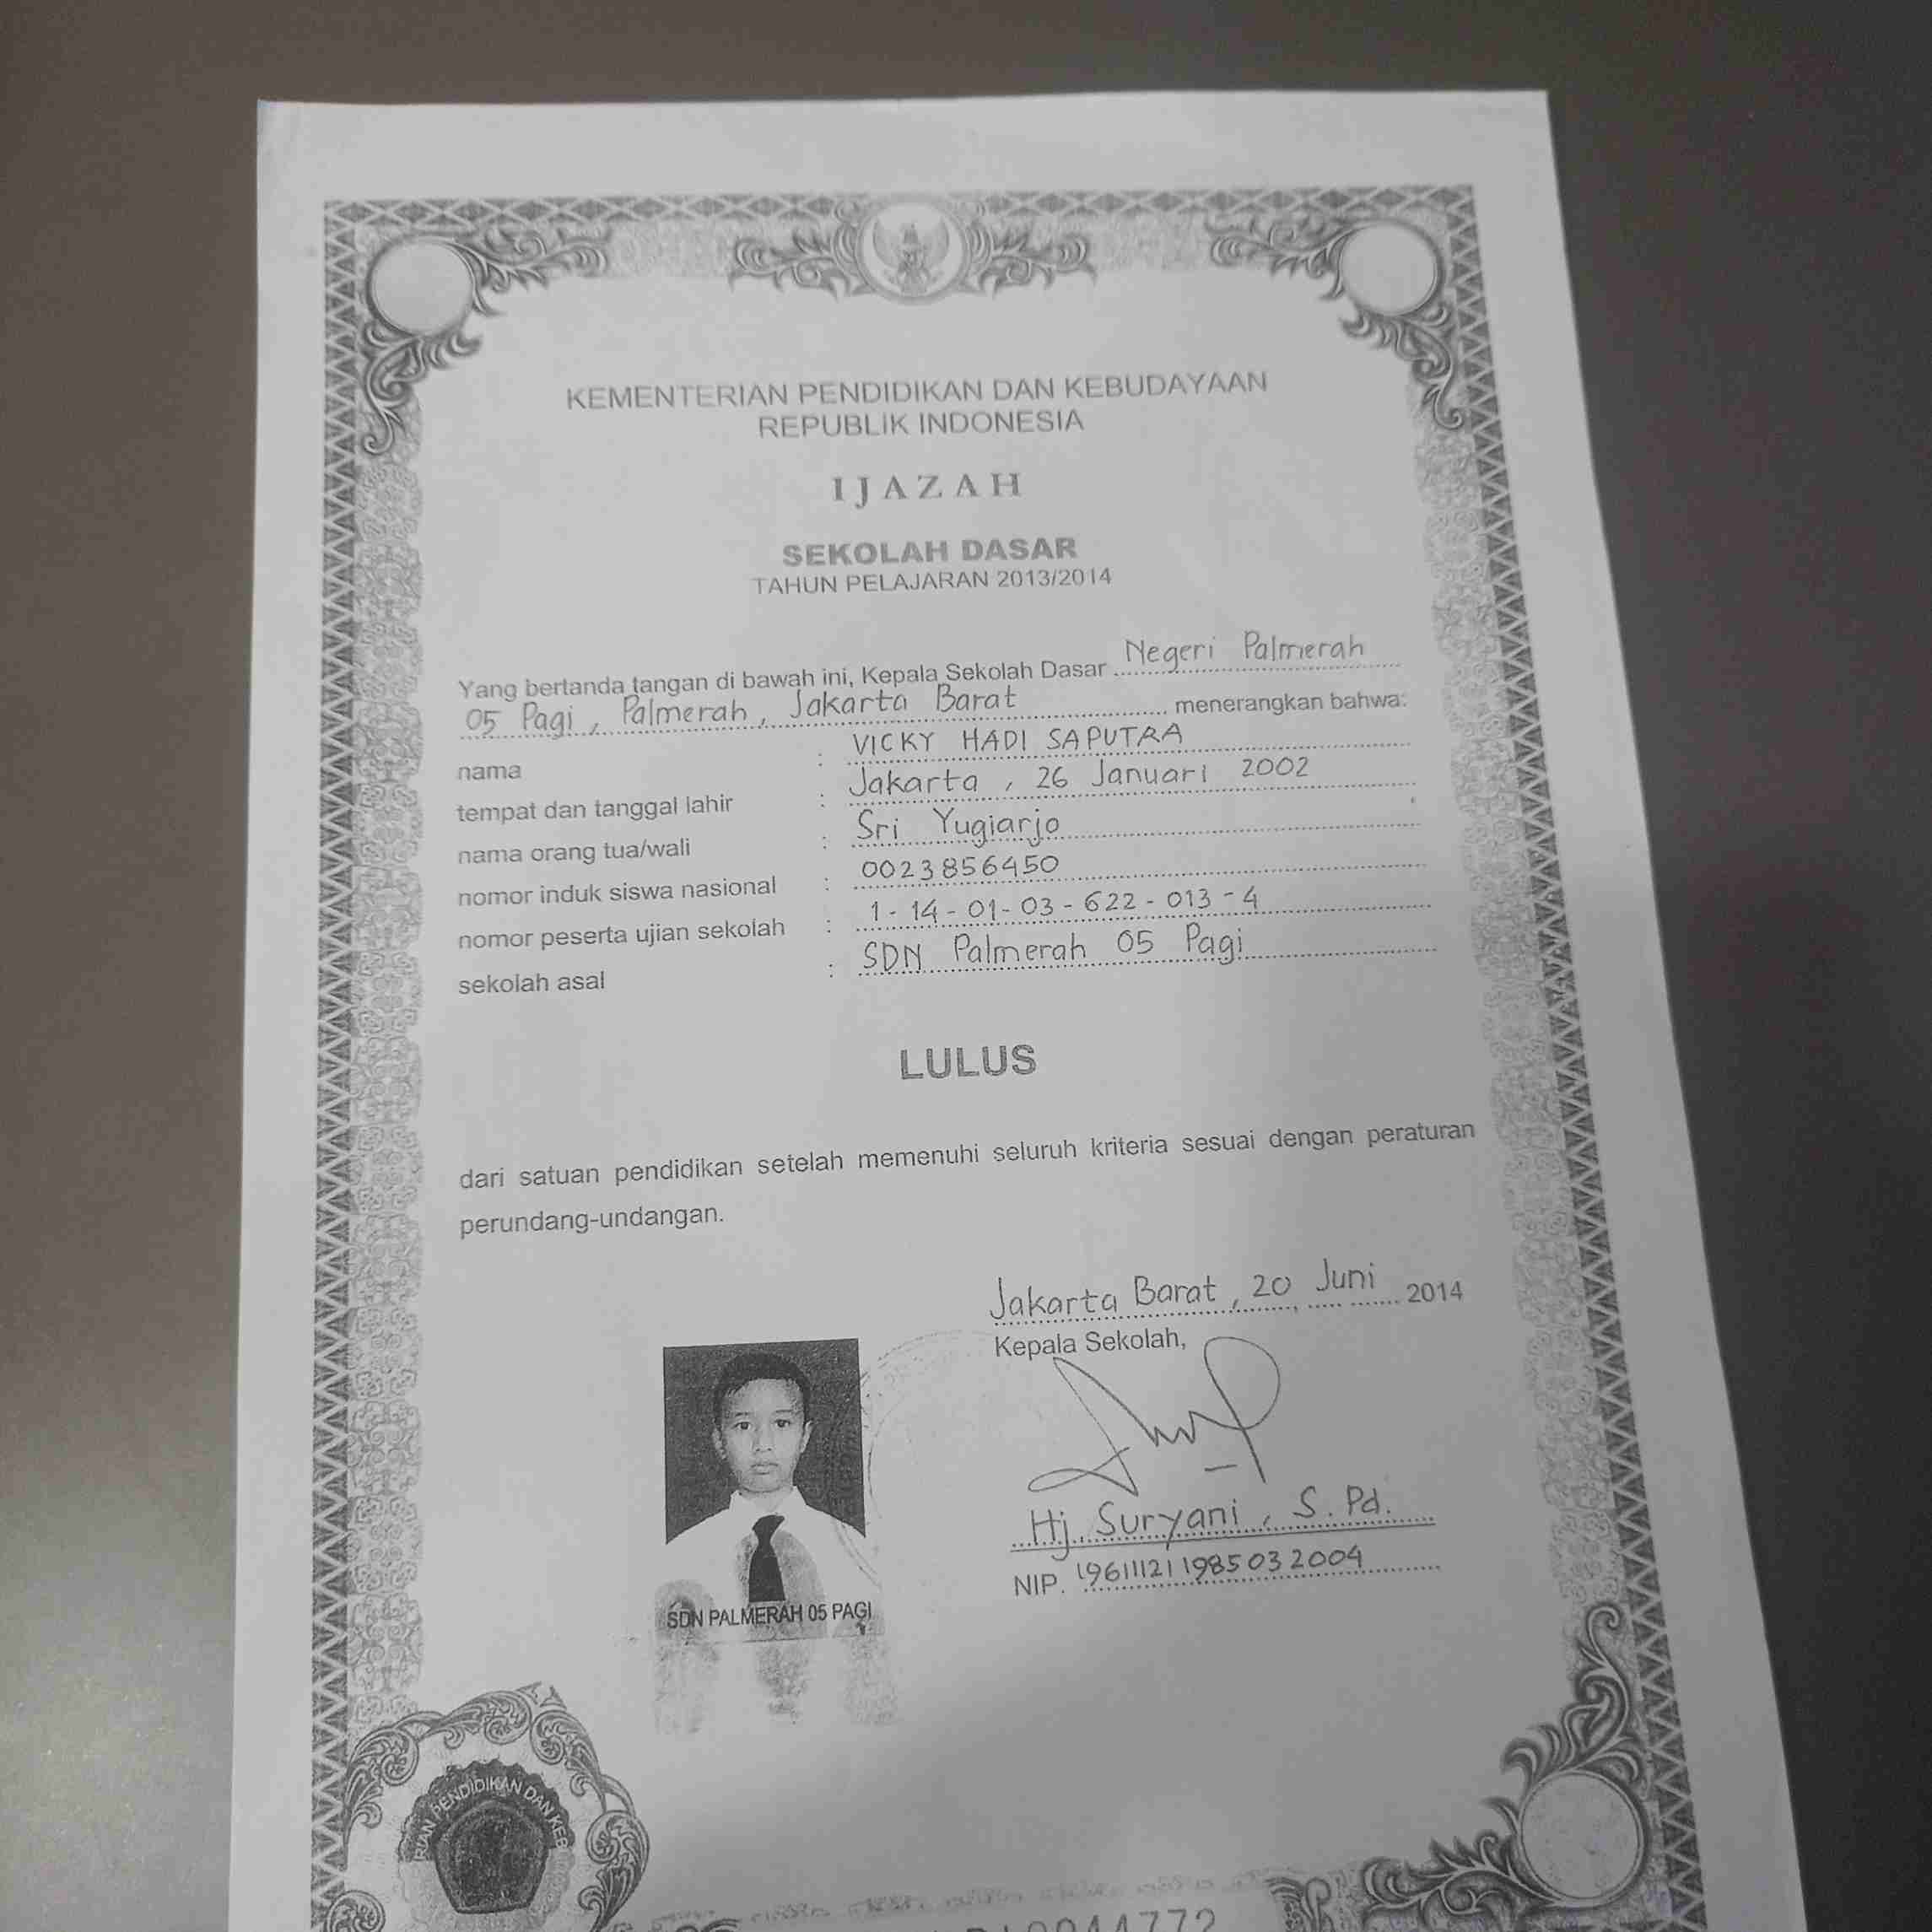 KEMENTERIAN PENDIDIKAN DAN KEBUDAYAAN
REPUBLIK INDONESIA
IJAZAH
SEKOLAH DASAR
TAHUN PELAJARAN 2013/2014
Yang bertanda tangan di bawah ini, Kepala Sekolah Dasar Negeri Palmerah
05 Pagi, Palmerah, Jakarta Barat menerangkan bahwa:
nama : VICKY HADI SAPUTRA
tempat dan tanggal lahir : Jakarta, 26 Januari 2002
nama orang tua/wali : Sri Yugiarjo
nomor induk siswa nasional : 0023856450
nomor peserta ujian sekolah : 1-14-01-03-622-013-4
sekolah asal : SDN Palmerah 05 Pagi
LULUS
dari satuan pendidikan setelah memenuhi seluruh kriteria sesuai dengan peraturan
perundang-undangan.
Jakarta Barat, 20 Juni 2014
Kepala Sekolah,
Hj. Suryani, S.Pd.
NIP. 196111211985032004
SDN PALMERAH 05 PAGI
RIAN PENDIDIKAN DAN KEB